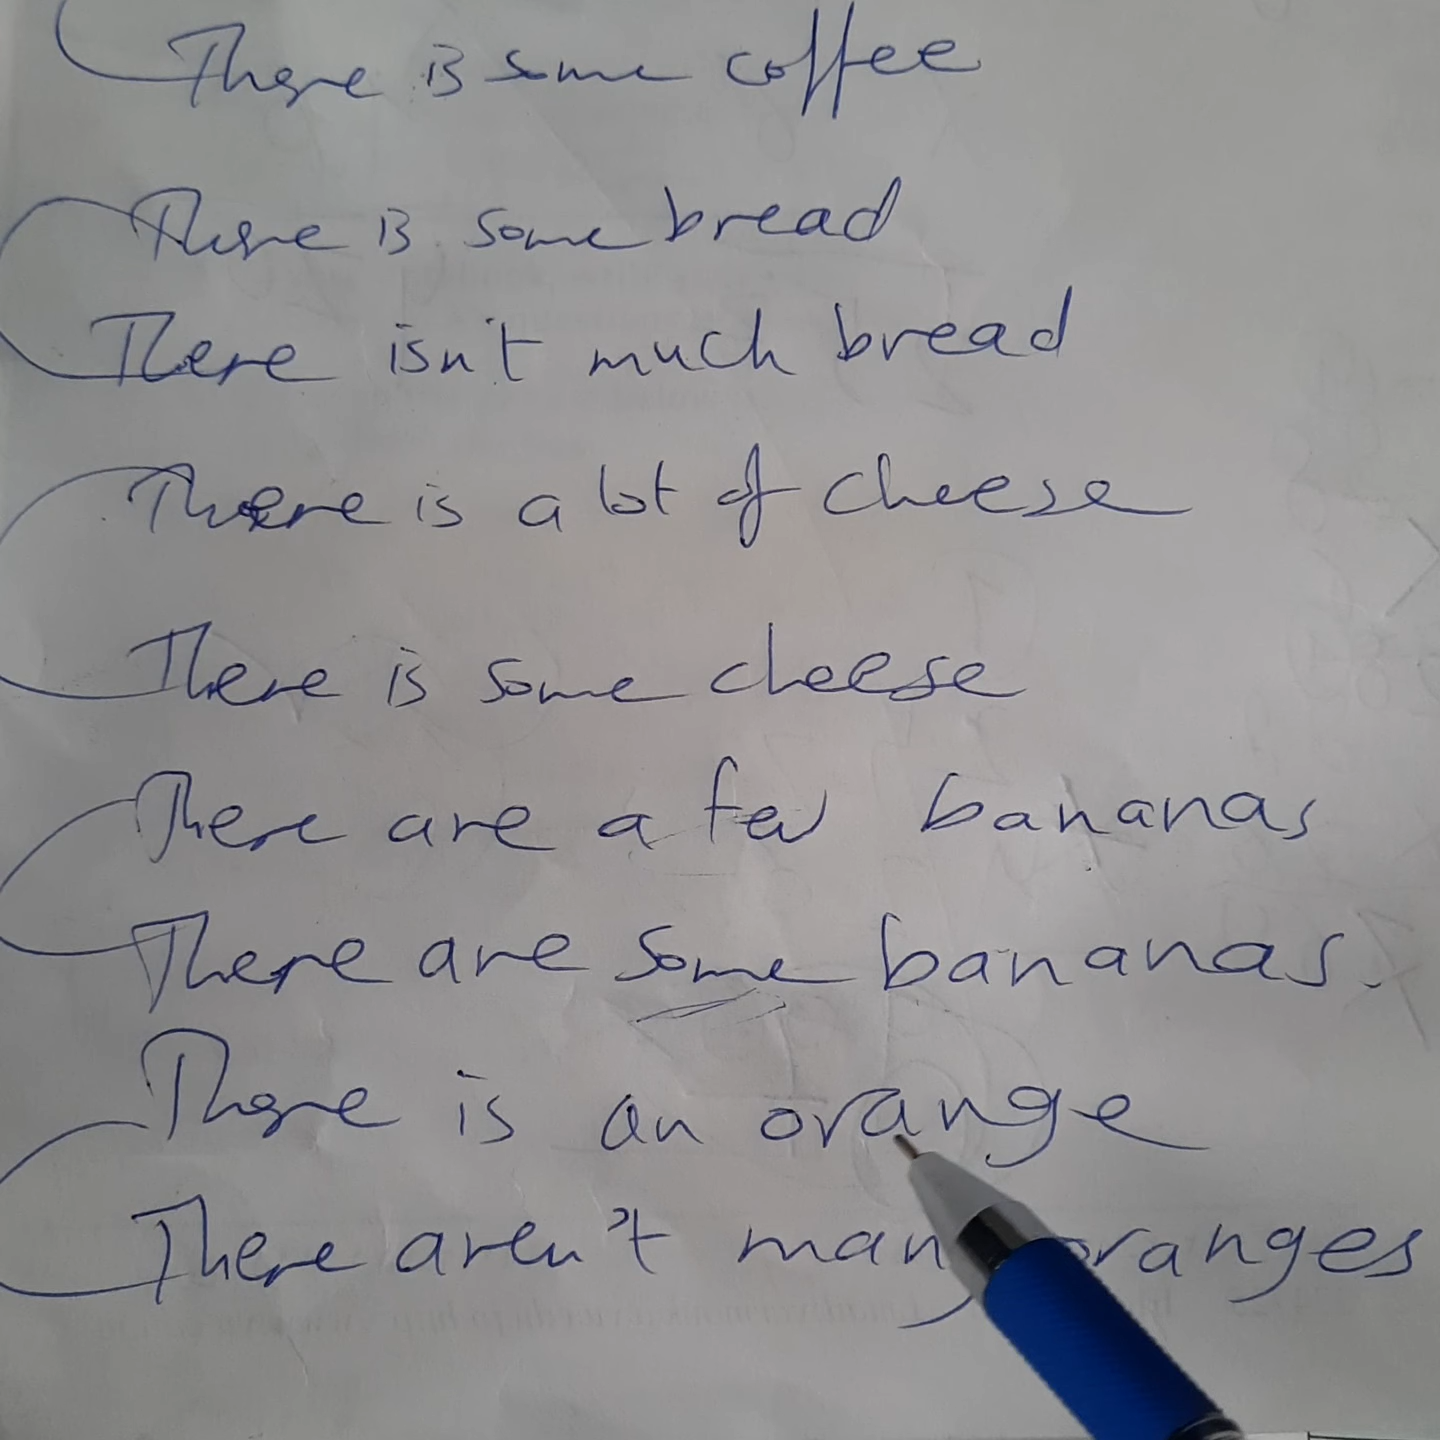 There is some coffee
There is some bread
There isn't much bread
There is a lot of cheese
There is some cheese
There are a few bananas
There are some bananas.
There is an orange
There aren't many oranges